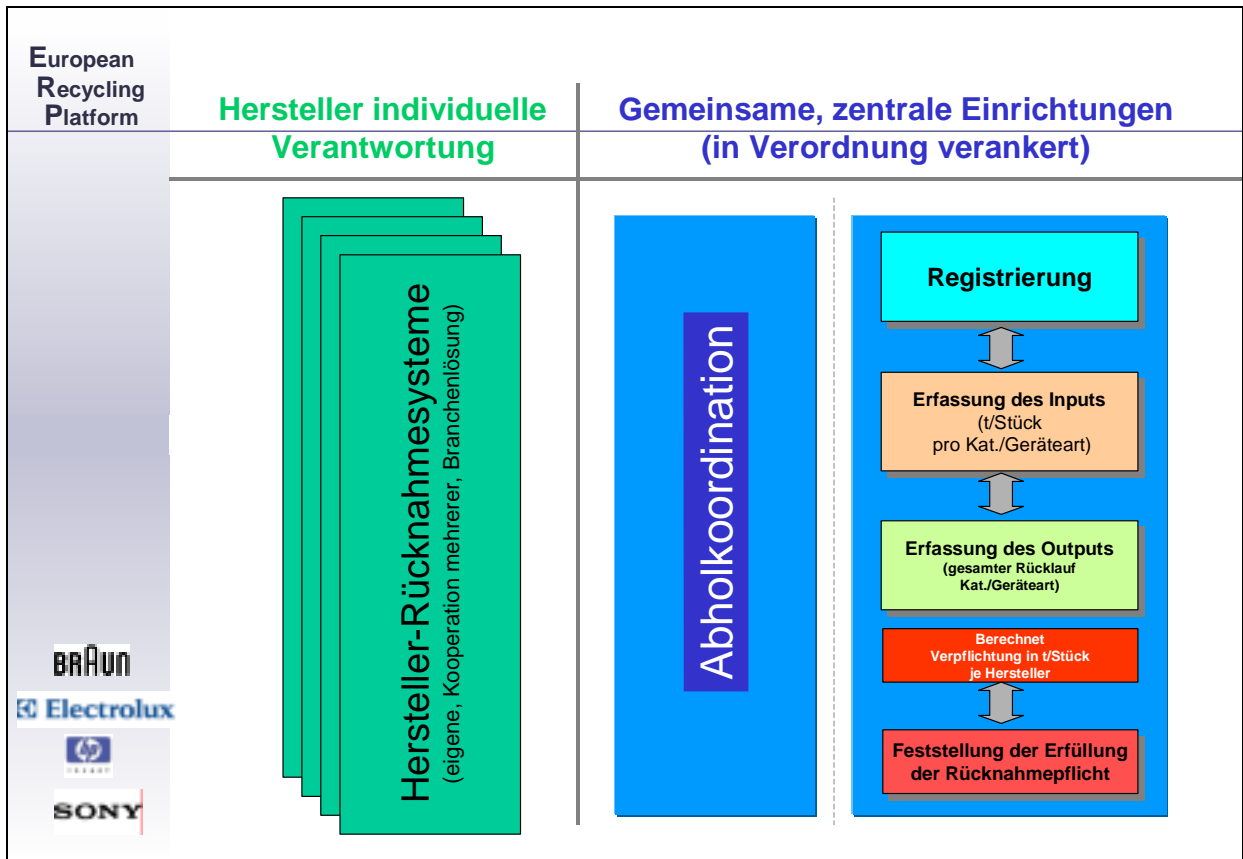 European
Recycling
Platform
Hersteller individuelle
Verantwortung
Gemeinsame, zentrale Einrichtungen
(in Verordnung verankert)
Hersteller-Rücknahmesysteme
(eigene, Kooperation mehrerer, Branchenlösung)
Abholkoordination
Registrierung
Erfassung des Inputs
(t/Stück
pro Kat./Geräteart)
Erfassung des Outputs
(gesamter Rücklauf
Kat./Geräteart)
Berechnet
Verpflichtung in t/Stück
je Hersteller
Feststellung der Erfüllung
der Rücknahmepflicht
BRAUN
Electrolux
hp
SONY